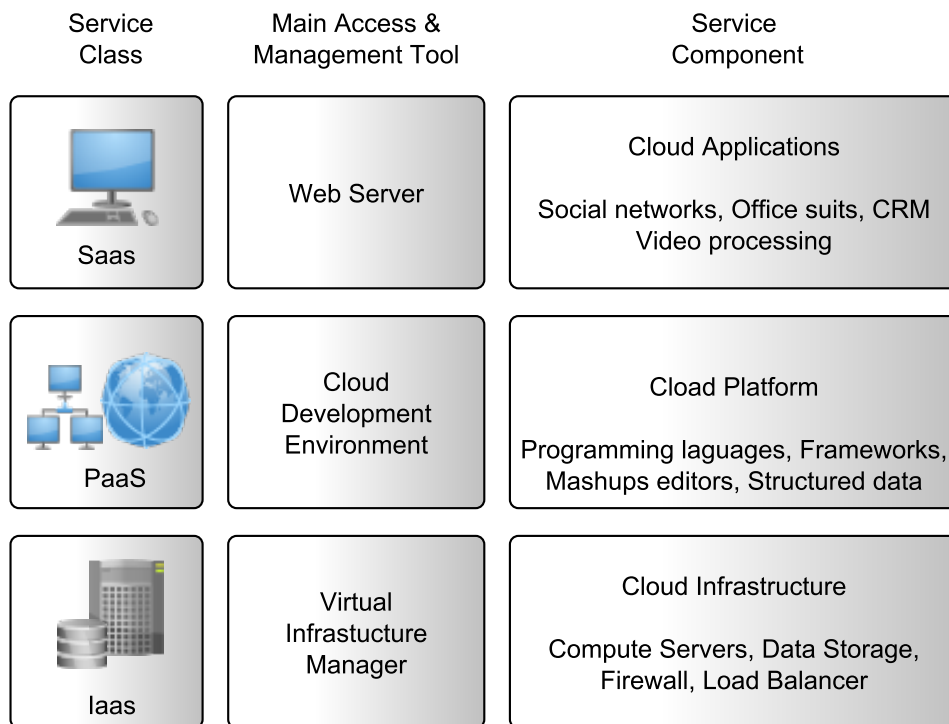 Service
Class
Main Access &
Management Tool
Service
Component
Saas
Web Server
Cloud Applications
Social networks, Office suits, CRM
Video processing
PaaS
Cloud
Development
Environment
Cload Platform
Programming laguages, Frameworks,
Mashups editors, Structured data
Iaas
Virtual
Infrastucture
Manager
Cloud Infrastructure
Compute Servers, Data Storage,
Firewall, Load Balancer